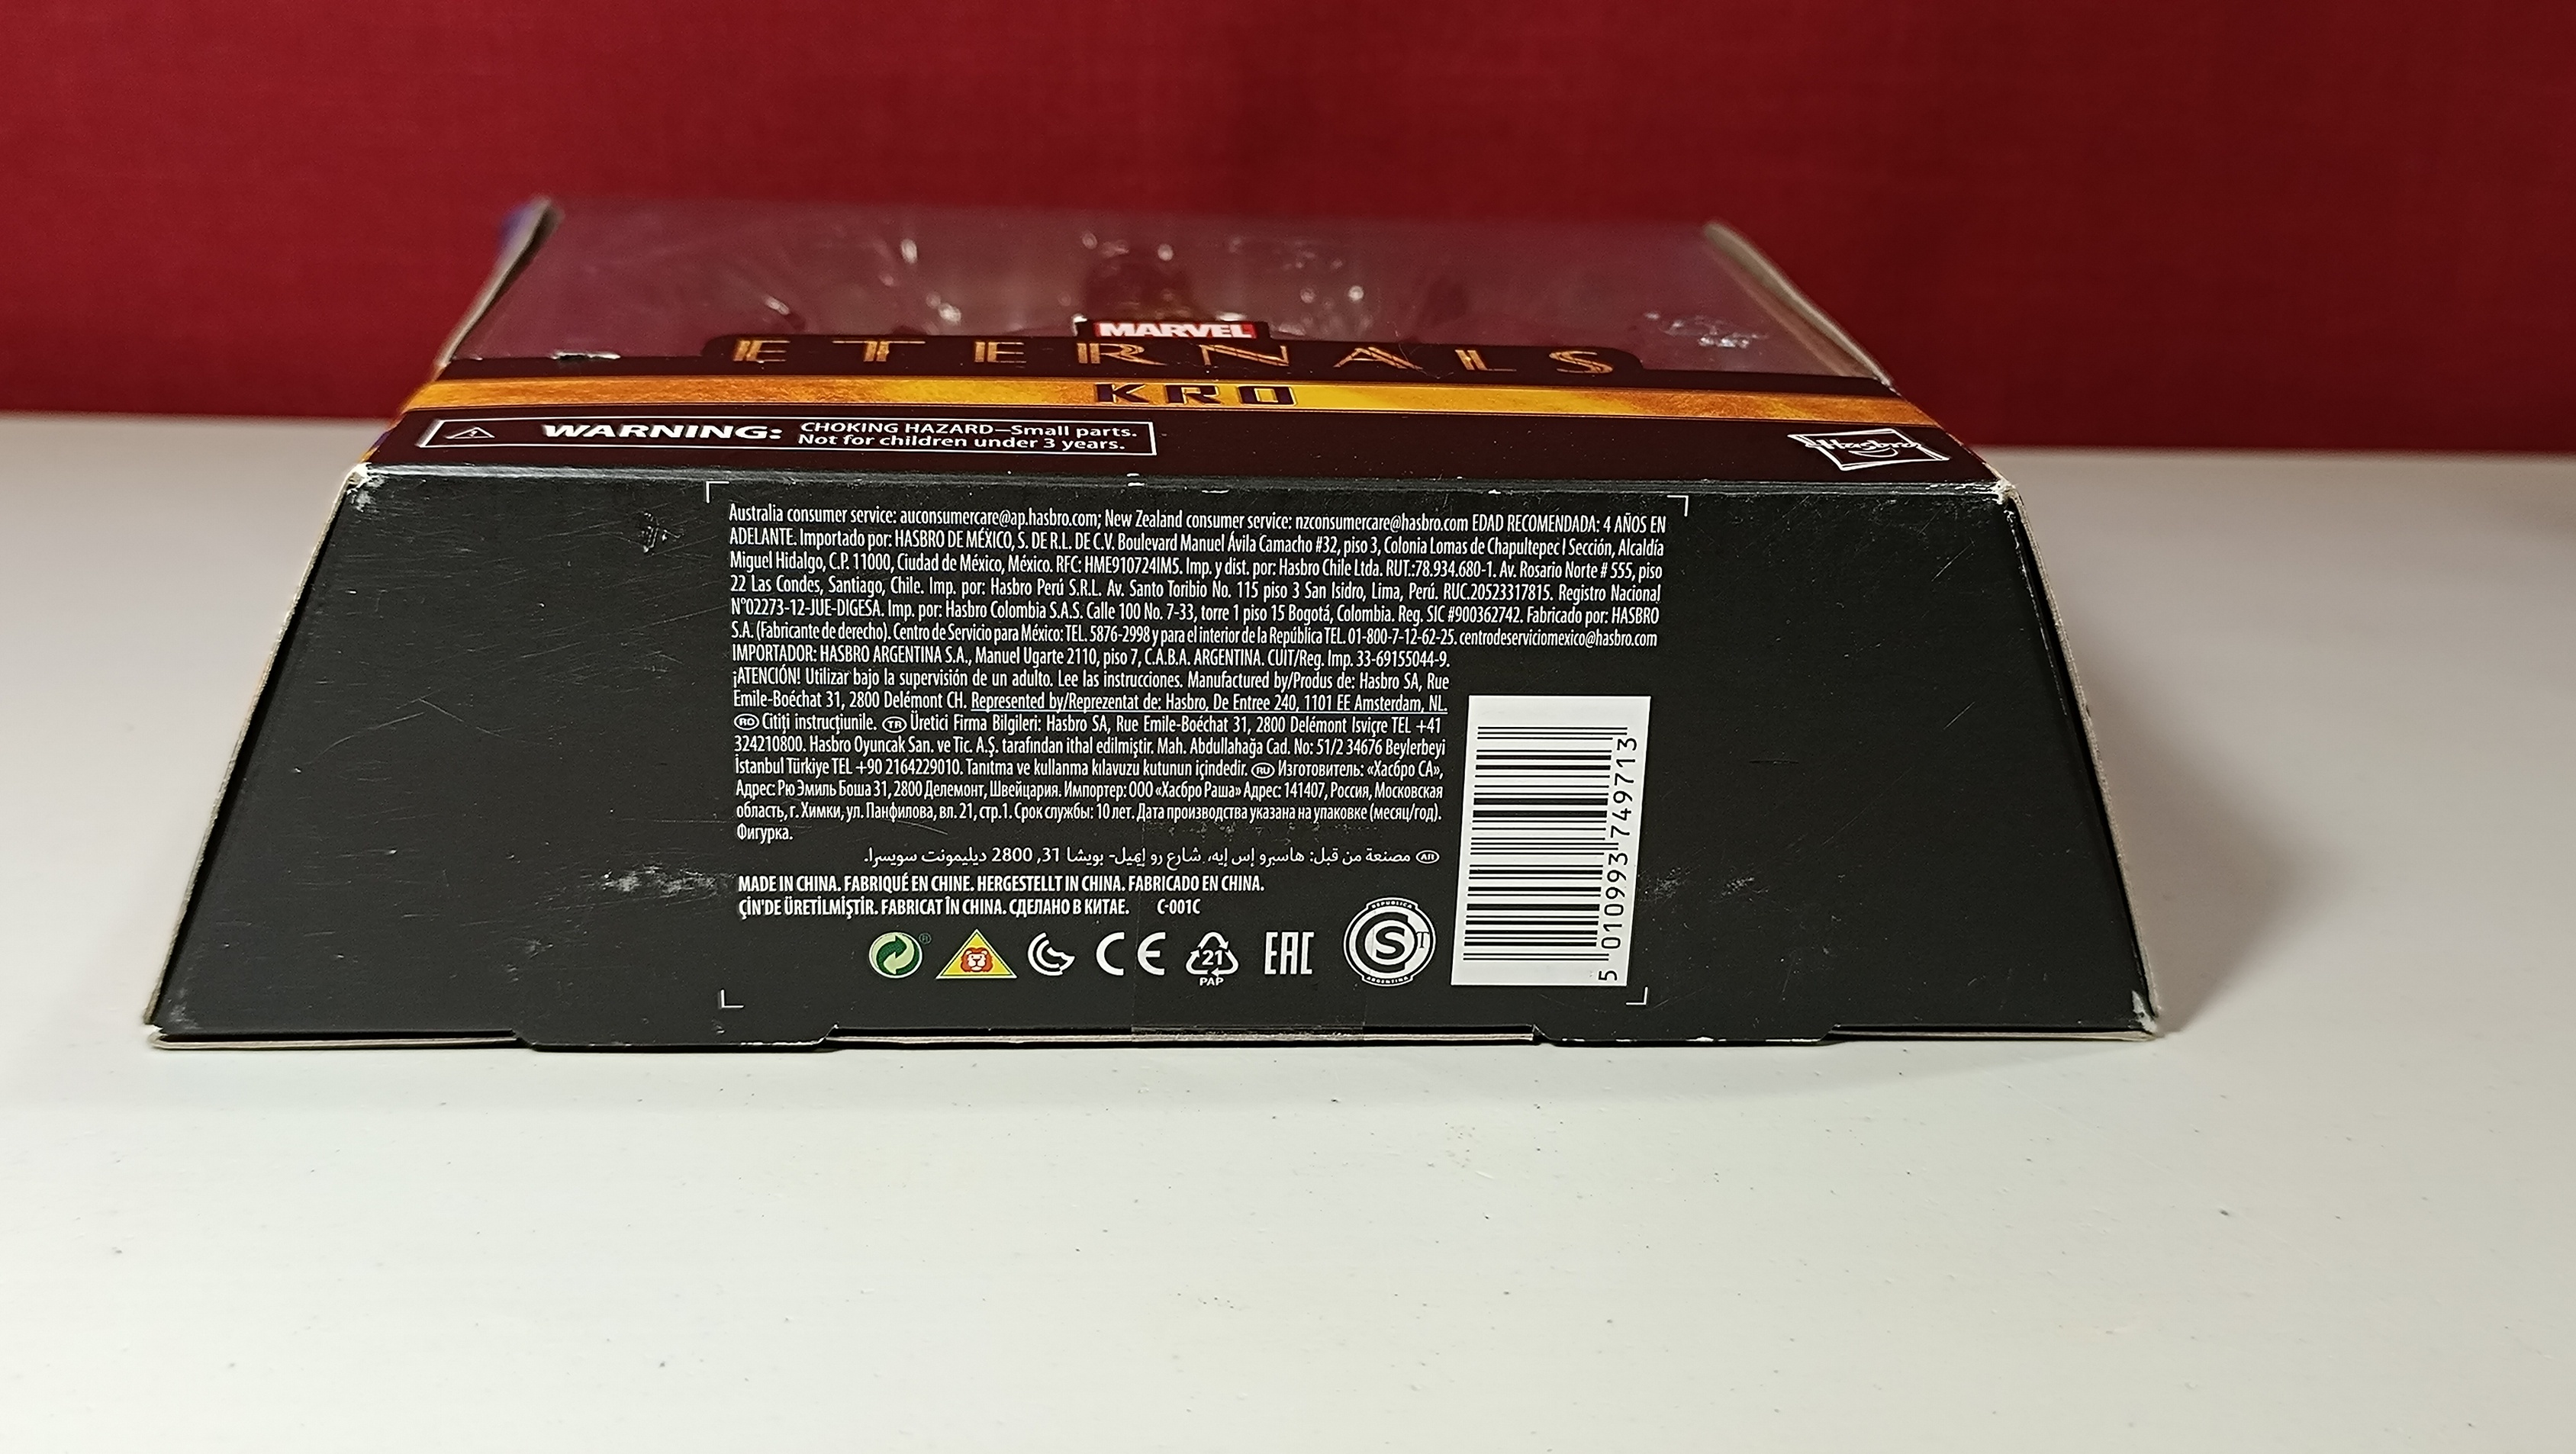 MARVEL
ETERNALS
KRO
WARNING: CHOKING HAZARD—Small parts.
Not for children under 3 years.
Hasbro
Australia consumer service: auconsumercare@ap.hasbro.com; New Zealand consumer service: nzconsumercare@hasbro.com EDAD RECOMENDADA: 4 AÑOS EN
ADELANTE. Importado por: HASBRO DE MÉXICO, S. DE R.L. DE C.V. Boulevard Manuel Ávila Camacho #32, piso 3, Colonia Lomas de Chapultepec I Sección, Alcaldía
Miguel Hidalgo, C.P. 11000, Ciudad de México, México. RFC: HME910724IM5. Imp. y dist. por: Hasbro Chile Ltda. RUT.:78.934.680-1. Av. Rosario Norte # 555, piso
22 Las Condes, Santiago, Chile. Imp. por: Hasbro Perú S.R.L. Av. Santo Toribio No. 115 piso 3 San Isidro, Lima, Perú. RUC.20523317815. Registro Nacional
N°02273-12-JUE-DIGESA. Imp. por: Hasbro Colombia S.A.S. Calle 100 No. 7-33, torre 1 piso 15 Bogotá, Colombia. Reg. SIC #900362742. Fabricado por: HASBRO
S.A. (Fabricante de derecho). Centro de Servicio para México: TEL. 5876-2998 y para el interior de la República TEL. 01-800-7-12-62-25. centrodeserviciomexico@hasbro.com
IMPORTADOR: HASBRO ARGENTINA S.A., Manuel Ugarte 2110, piso 7, C.A.B.A. ARGENTINA. CUIT/Reg. Imp. 33-69155044-9.
¡ATENCIÓN! Utilizar bajo la supervisión de un adulto. Lee las instrucciones. Manufactured by/Produs de: Hasbro SA, Rue
Emile-Boéchat 31, 2800 Delémont CH. Represented by/Reprezentat de: Hasbro, De Entree 240, 1101 EE Amsterdam, NL.
RO Citiți instrucțiunile. TR Üretici Firma Bilgileri: Hasbro SA, Rue Emile-Boéchat 31, 2800 Delémont Isviçre TEL +41
324210800. Hasbro Oyuncak San. ve Tic. A.Ş. tarafından ithal edilmiştir. Mah. Abdullahağa Cad. No: 51/2 34676 Beylerbeyi
İstanbul Türkiye TEL +90 2164229010. Tanıtma ve kullanma kılavuzu kutunun içindedir. RU Изготовитель: «Хасбро СА»,
Адрес: Рю Эмиль Боша 31, 2800 Делемонт, Швейцария. Импортер: ООО «Хасбро Раша» Адрес: 141407, Россия, Московская
область, г. Химки, ул. Панфилова, вл. 21, стр.1. Срок службы: 10 лет. Дата производства указана на упаковке (месяц/год).
Фигурка.
AR مصنعة من قبل: هاسبرو إس إيه، شارع رو إيميل- بويشا 31, 2800 ديليمونت سويسرا.
MADE IN CHINA. FABRIQUÉ EN CHINE. HERGESTELLT IN CHINA. FABRICADO EN CHINA.
ÇİN'DE ÜRETİLMİŞTİR. FABRICAT ÎN CHINA. СДЕЛАНО В КИТАЕ. C-001C
CE
21
PAP
EAC
REPUBLICA
S T
ARGENTINA
5 010993 749713